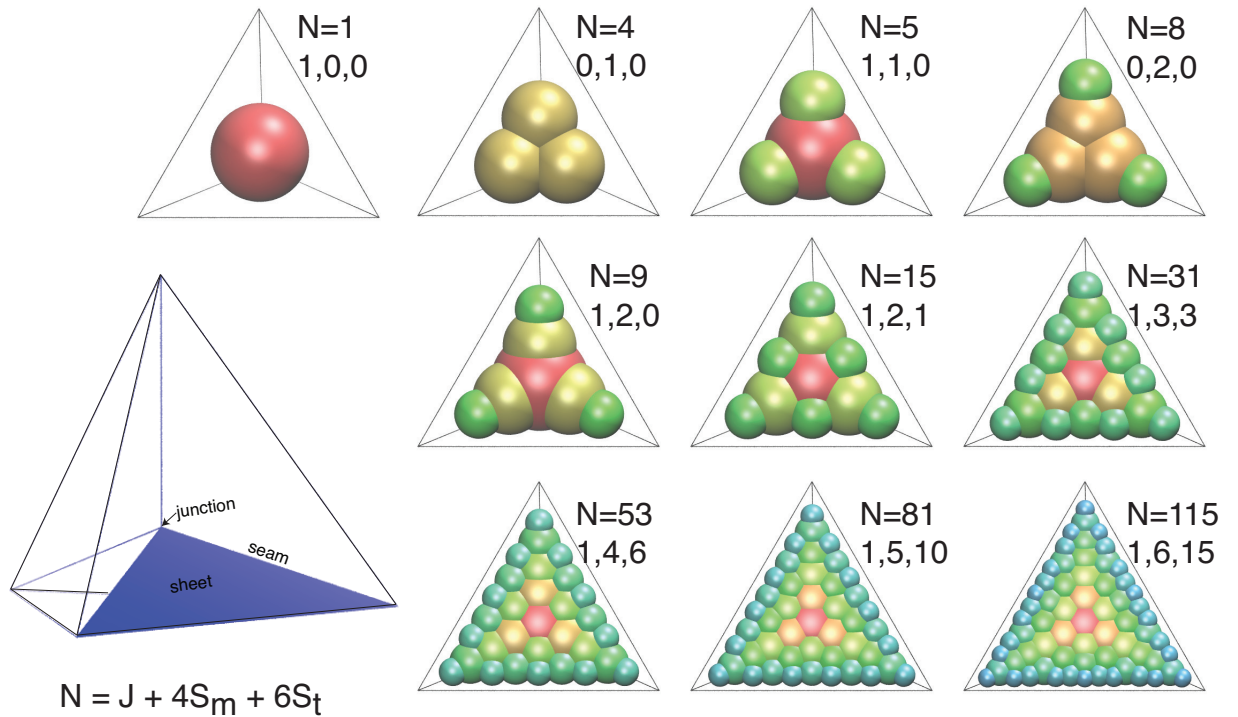 N=1
1,0,0
N=4
0,1,0
N=5
1,1,0
N=8
0,2,0
N=9
1,2,0
N=15
1,2,1
N=31
1,3,3
junction
seam
sheet
N=53
1,4,6
N=81
1,5,10
N=115
1,6,15
N = J + 4Sm + 6St